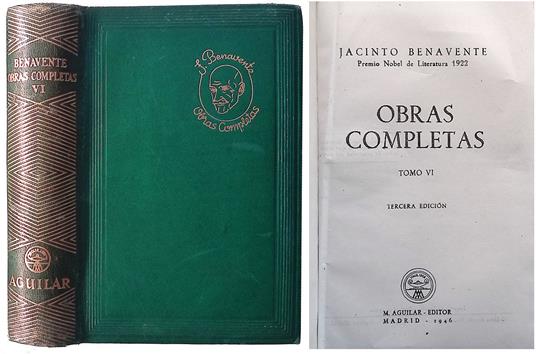 BENAVENTE
OBRAS COMPLETAS
VI
AGUILAR
J. Benavente
Obras Completas
JACINTO BENAVENTE
Premio Nobel de Literatura 1922
OBRAS
COMPLETAS
TOMO VI
TERCERA EDICIÓN
M. AGUILAR - EDITOR
MADRID - 1946